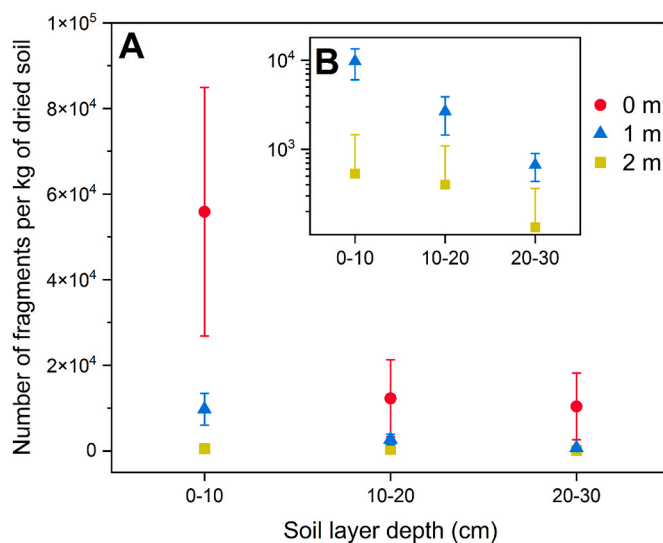 Number of fragments per kg of dried soil
1×10⁵
8×10⁴
6×10⁴
4×10⁴
2×10⁴
0
A
B
10⁴
10³
0-10
10-20
20-30
0 m
1 m
2 m
0-10
10-20
20-30
Soil layer depth (cm)